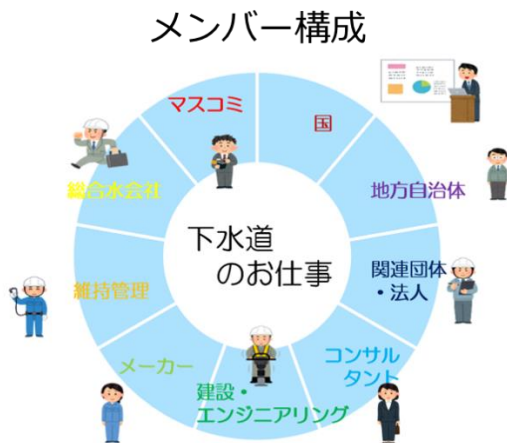 メンバー構成
マスコミ
国
総合水会社
地方自治体
下水道
のお仕事
維持管理
関連団体
・法人
メーカー
コンサル
タント
建設・
エンジニアリング